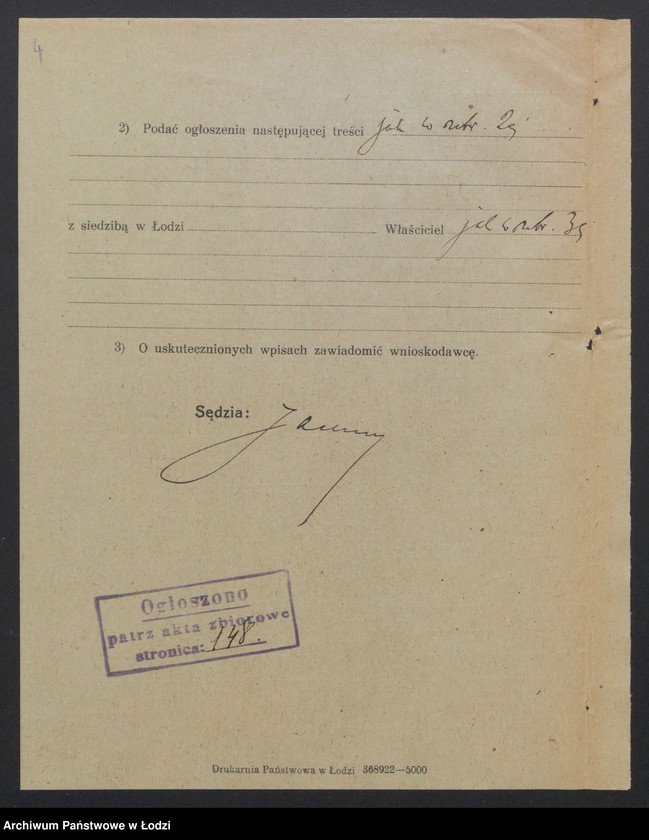 4
2) Podać ogłoszenia następującej treści jak w rubr. 2ej
z siedzibą w Łodzi Właściciel jak w rubr. 3ej
3) O uskutecznionych wpisach zawiadomić wnioskodawcę.
Sędzia:
Ogłoszono
patrz akta zbiorowe
stronica: 148.
Drukarnia Państwowa w Łodzi 368922—5000
Archiwum Państwowe w Łodzi